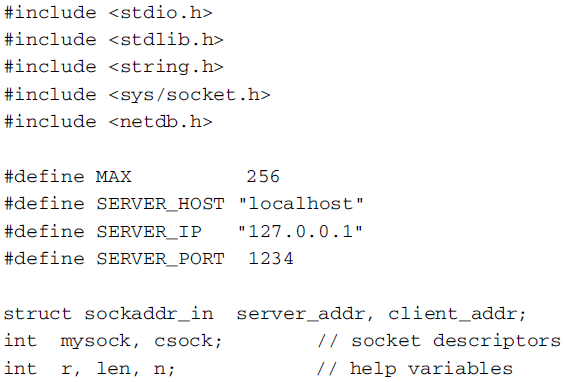 #include <stdio.h>
#include <stdlib.h>
#include <string.h>
#include <sys/socket.h>
#include <netdb.h>

#define MAX          256
#define SERVER_HOST "localhost"
#define SERVER_IP   "127.0.0.1"
#define SERVER_PORT  1234

struct sockaddr_in  server_addr, client_addr;
int  mysock, csock;        // socket descriptors
int  r, len, n;            // help variables